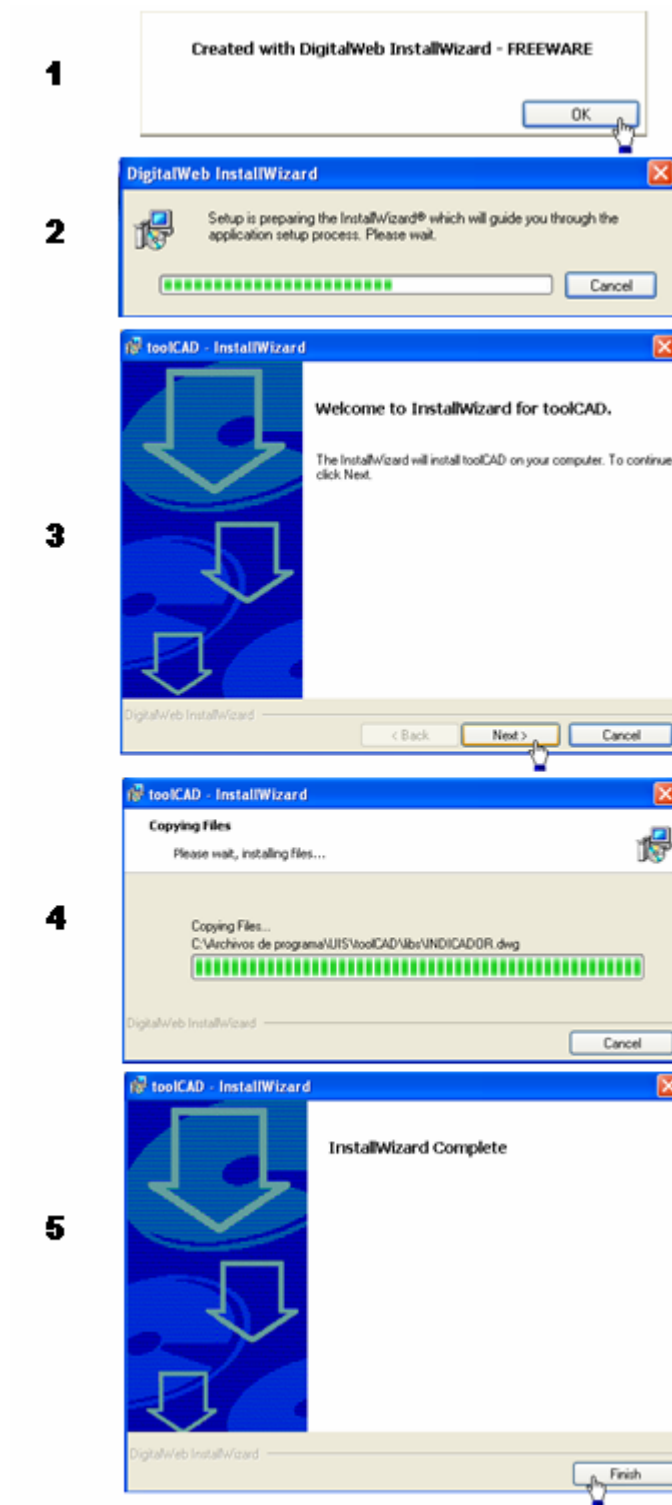 1
Created with DigitalWeb InstallWizard - FREEWARE
OK
2
DigitalWeb InstallWizard
Setup is preparing the InstallWizard® which will guide you through the
application setup process. Please wait.
Cancel
3
toolCAD - InstallWizard
Welcome to InstallWizard for toolCAD.
The InstallWizard will install toolCAD on your computer. To continue
click Next.
DigitalWeb InstallWizard
< Back
Next >
Cancel
4
toolCAD - InstallWizard
Copying Files
Please wait, installing files...
Copying Files...
C:\Archivos de programa\UIS\toolCAD\libs\INDICADOR.dwg
DigitalWeb InstallWizard
Cancel
5
toolCAD - InstallWizard
InstallWizard Complete
DigitalWeb InstallWizard
Finish